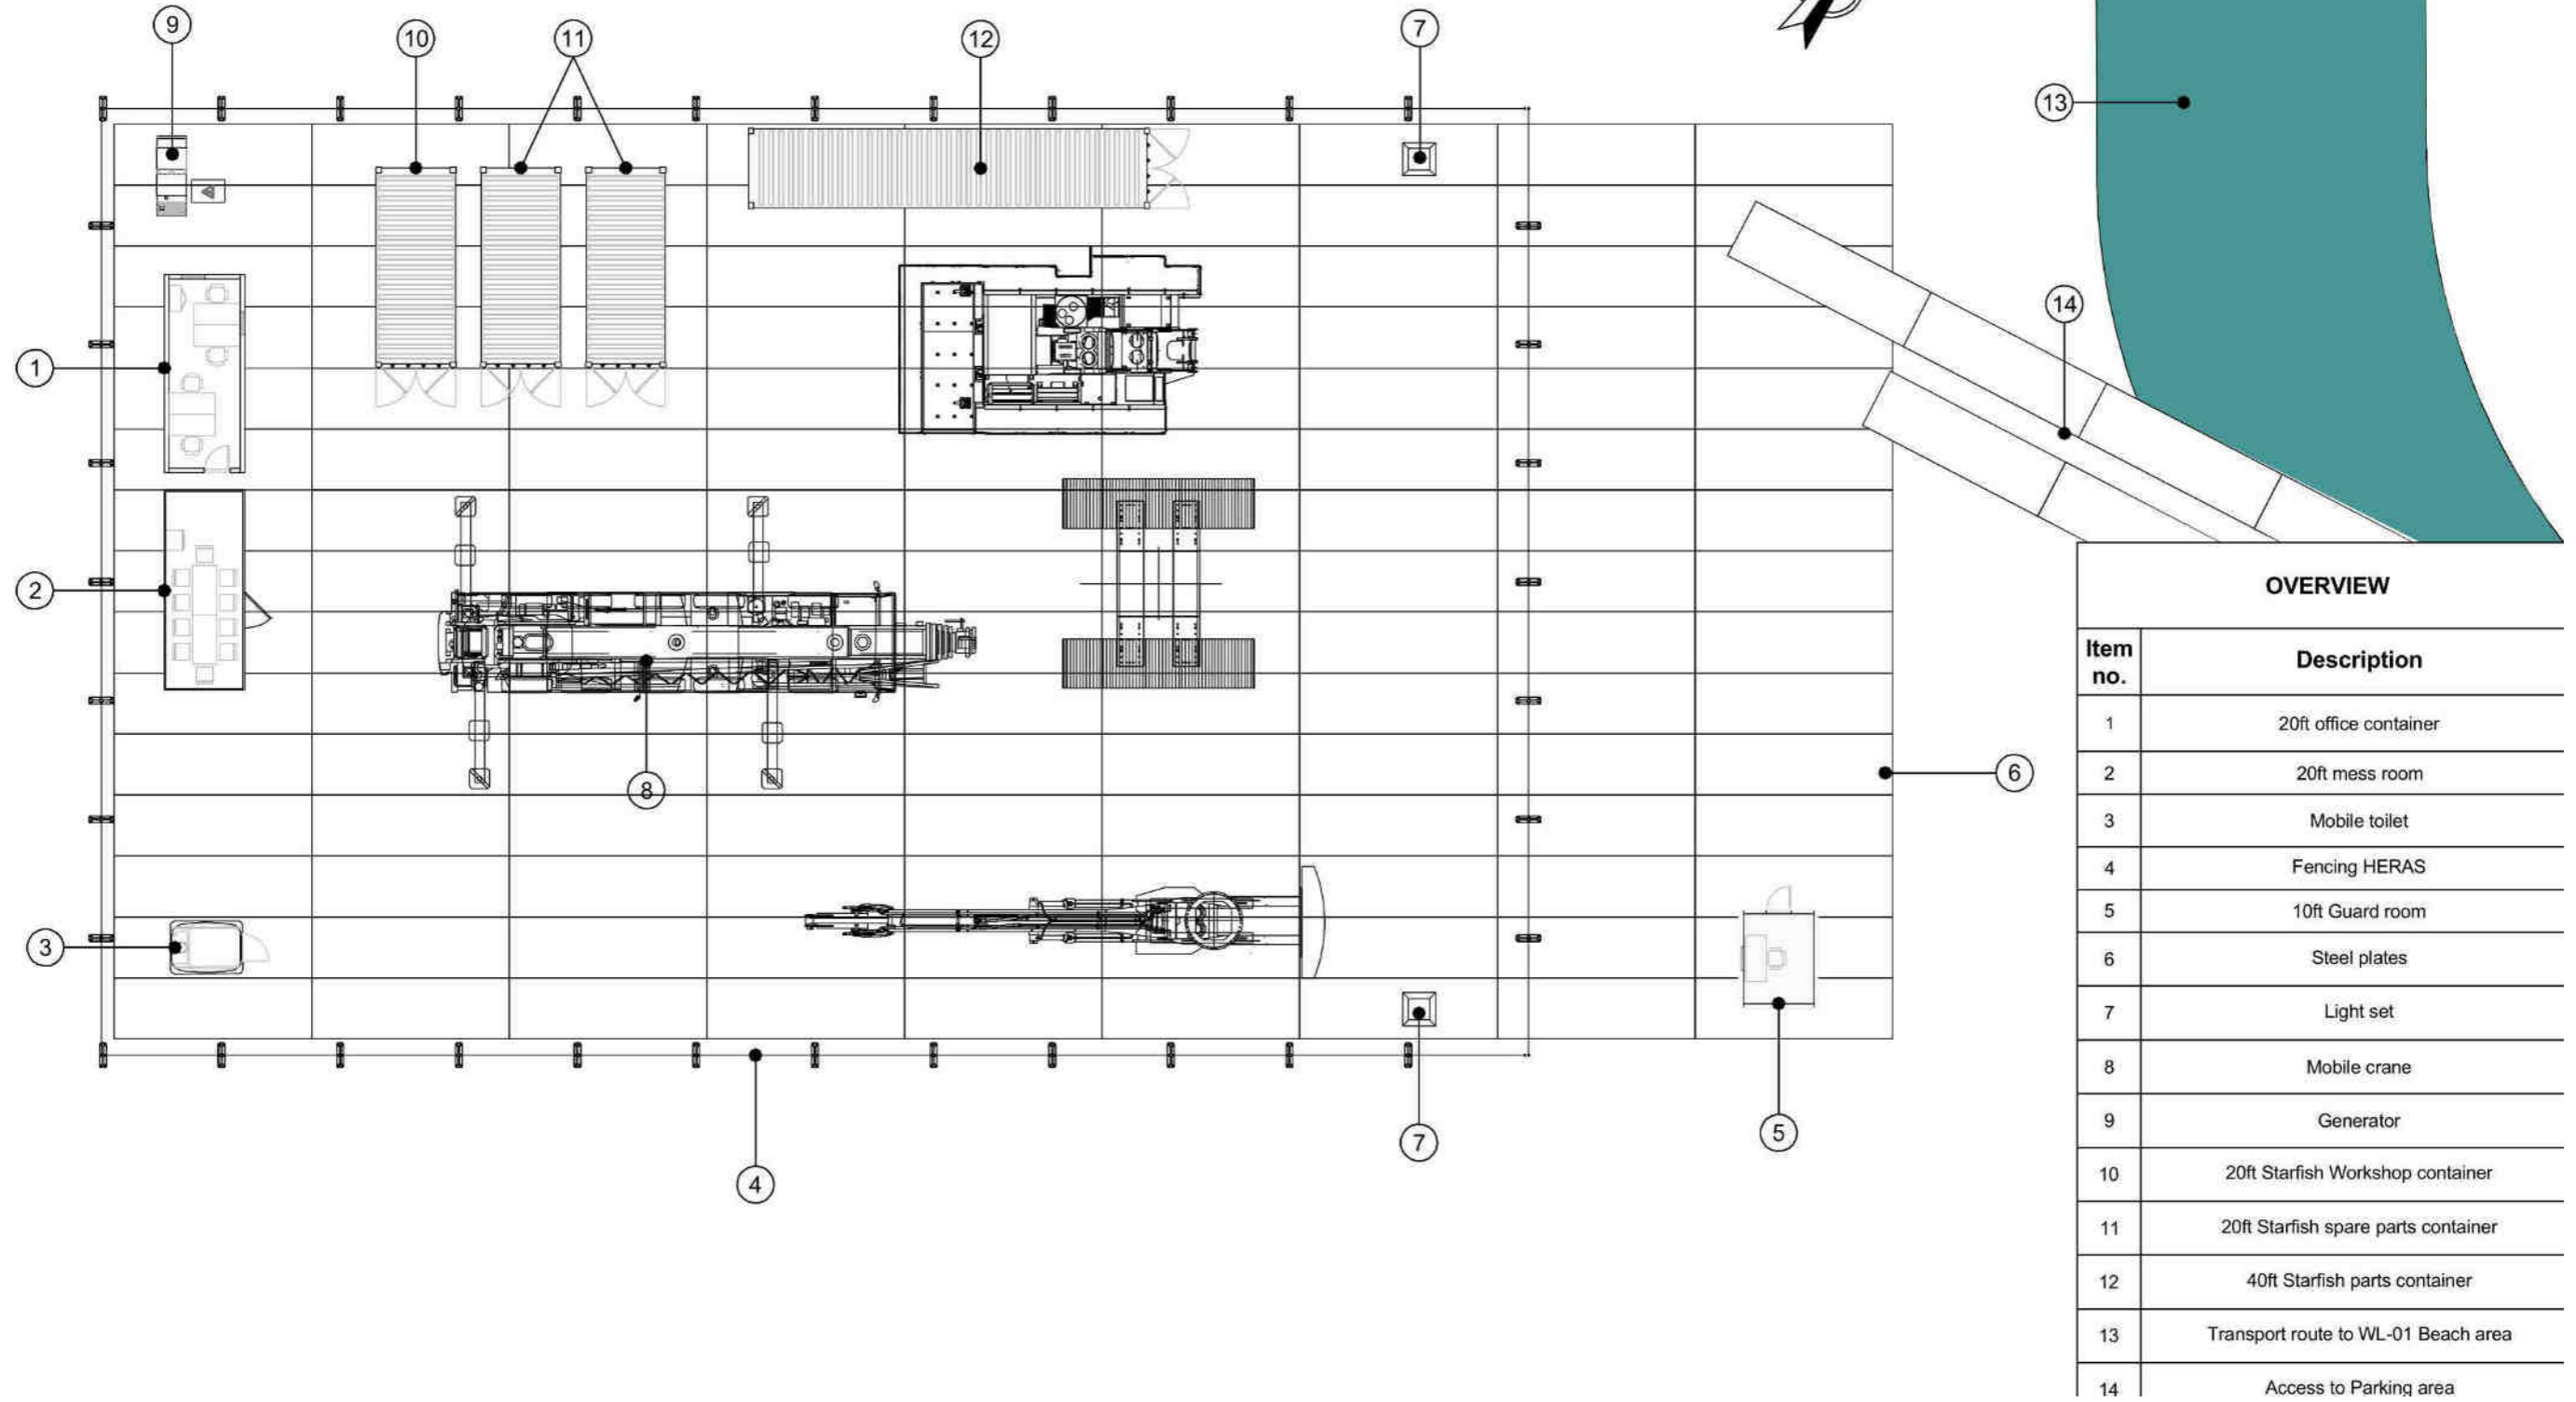 9
10
11
12
7
13
14
1
2
8
6
3
7
5
4
OVERVIEW
Item no.
Description
1 20ft office container
2 20ft mess room
3 Mobile toilet
4 Fencing HERAS
5 10ft Guard room
6 Steel plates
7 Light set
8 Mobile crane
9 Generator
10 20ft Starfish Workshop container
11 20ft Starfish spare parts container
12 40ft Starfish parts container
13 Transport route to WL-01 Beach area
14 Access to Parking area